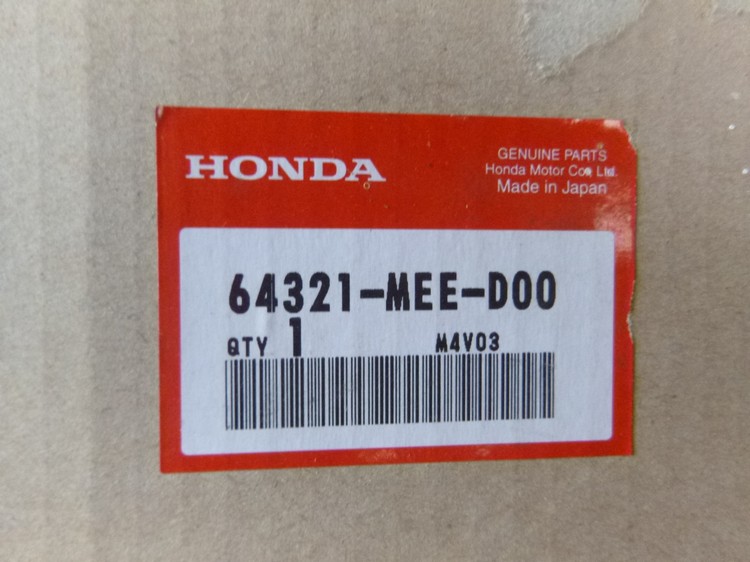 HONDA
GENUINE PARTS
Honda Motor Co., Ltd.
Made in Japan
64321-MEE-D00
QTY 1 M4V03